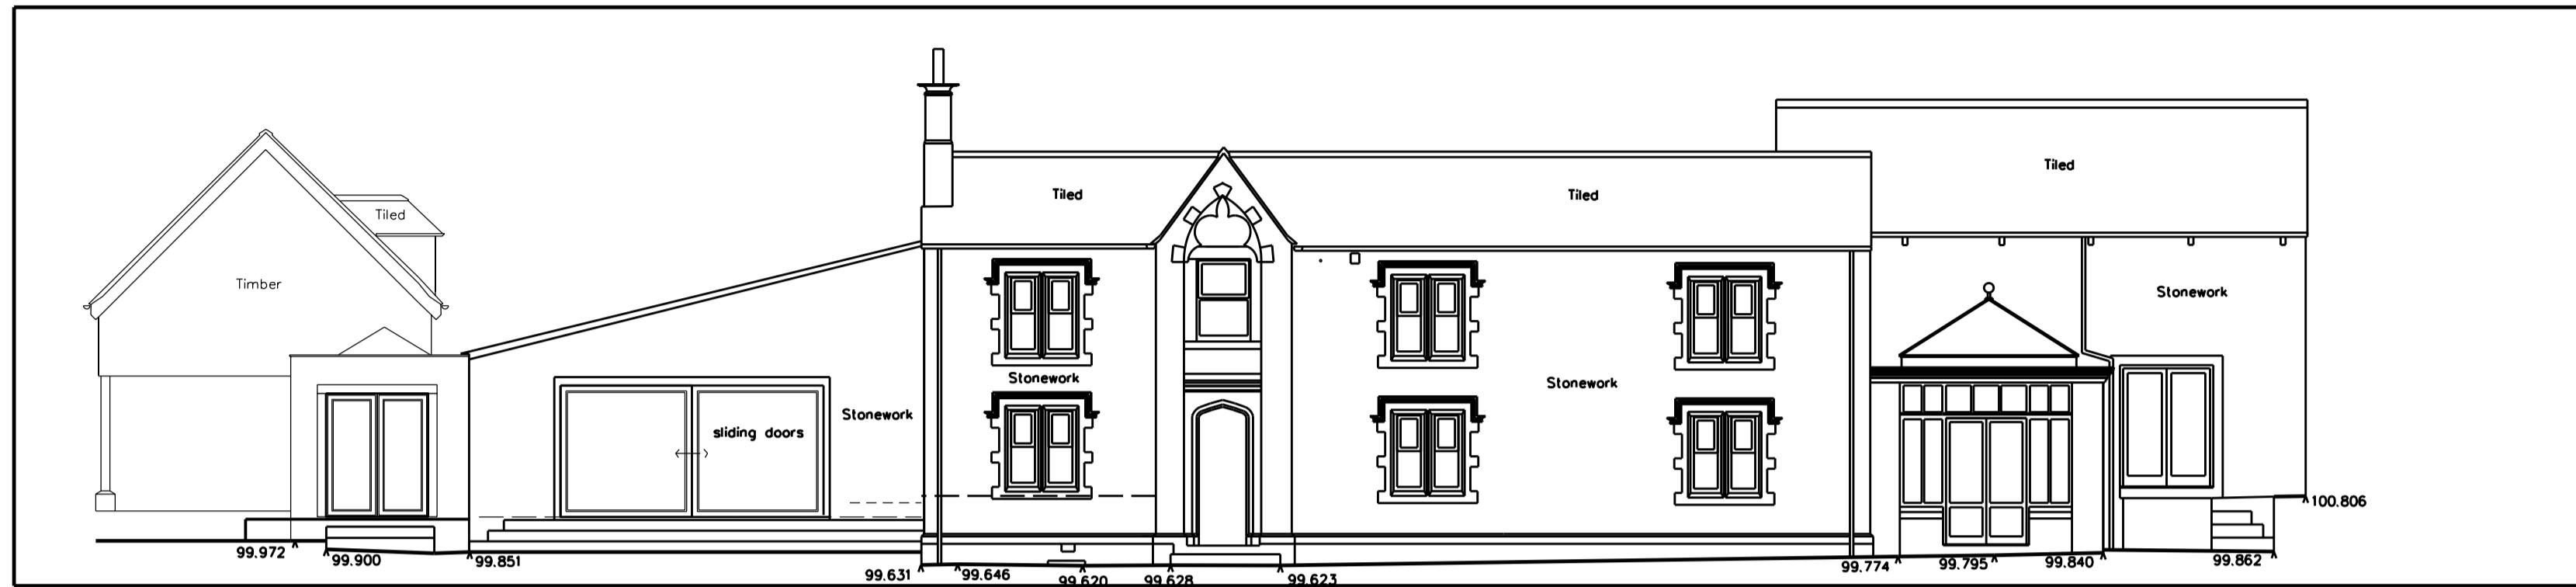 Tiled
Tiled
Tiled
Tiled
Timber
Stonework
Stonework
Stonework
Stonework
sliding doors
100.806
99.972
99.900
99.851
99.631
99.646
99.620
99.628
99.623
99.774
99.795
99.840
99.862